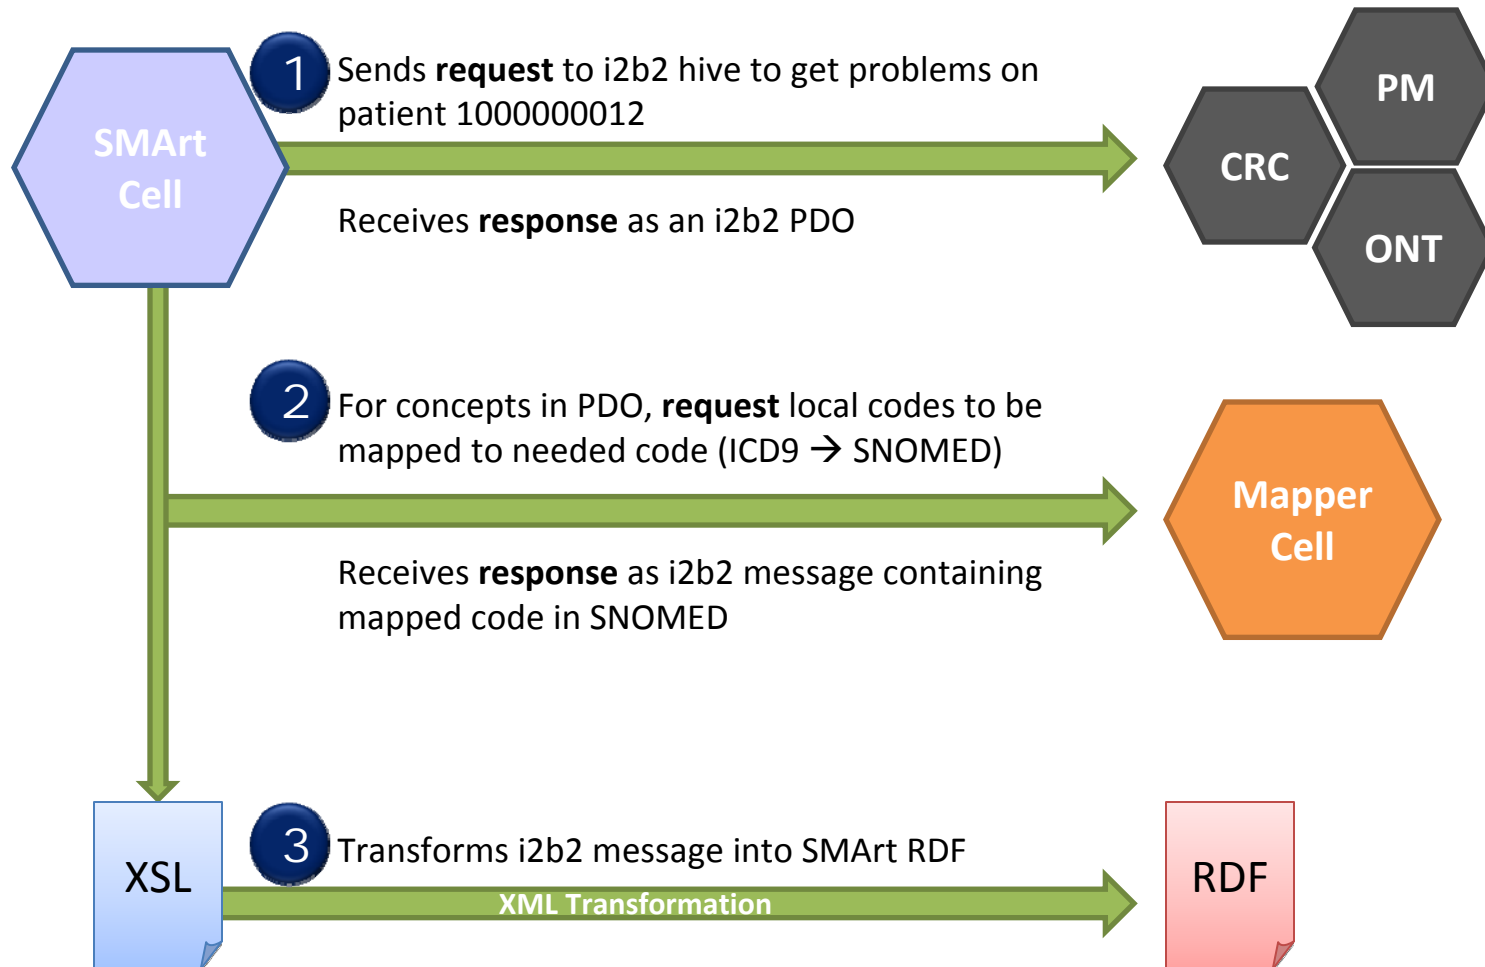 SMArt
Cell
1
Sends request to i2b2 hive to get problems on
patient 1000000012
Receives response as an i2b2 PDO
PM
CRC
ONT
2
For concepts in PDO, request local codes to be
mapped to needed code (ICD9 → SNOMED)
Receives response as i2b2 message containing
mapped code in SNOMED
Mapper
Cell
XSL
3
Transforms i2b2 message into SMArt RDF
XML Transformation
RDF